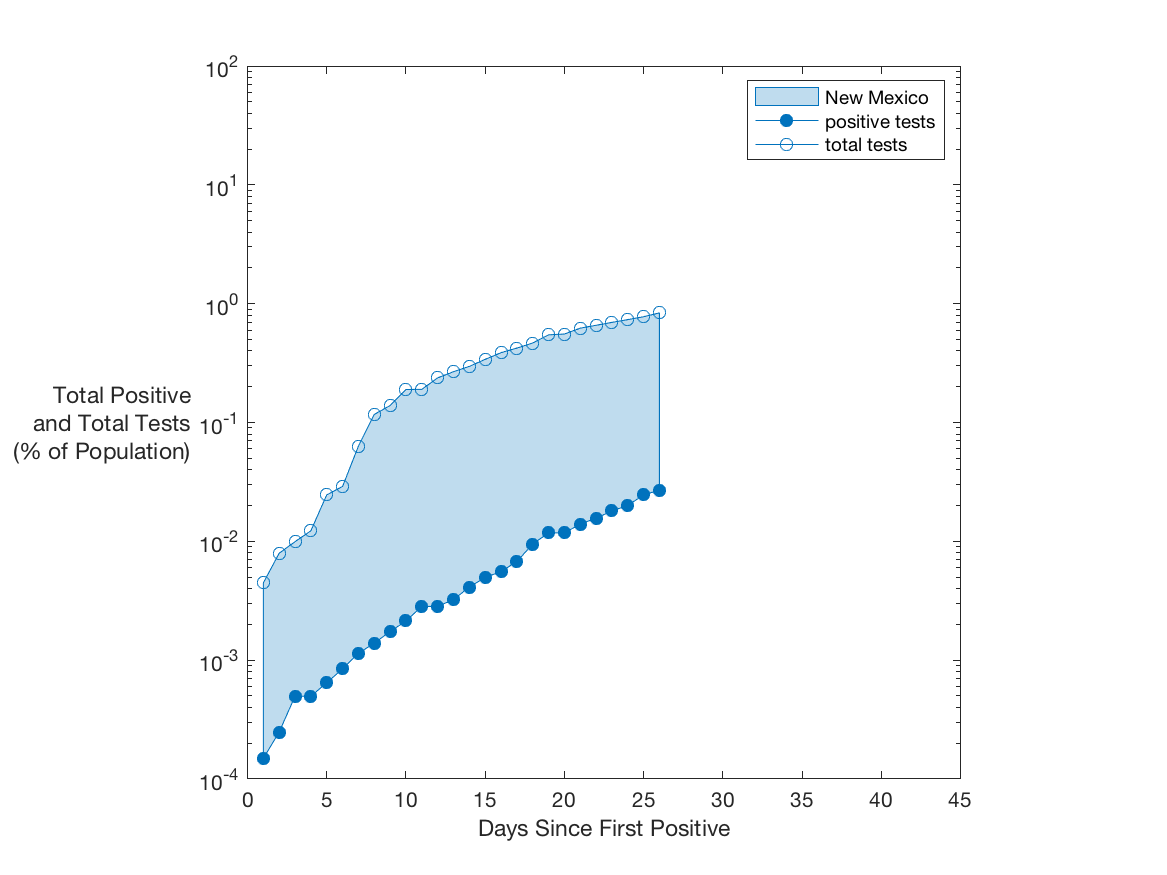 10^2
10^1
10^0
10^-1
10^-2
10^-3
10^-4
Total Positive
and Total Tests
(% of Population)
New Mexico
positive tests
total tests
0 5 10 15 20 25 30 35 40 45
Days Since First Positive